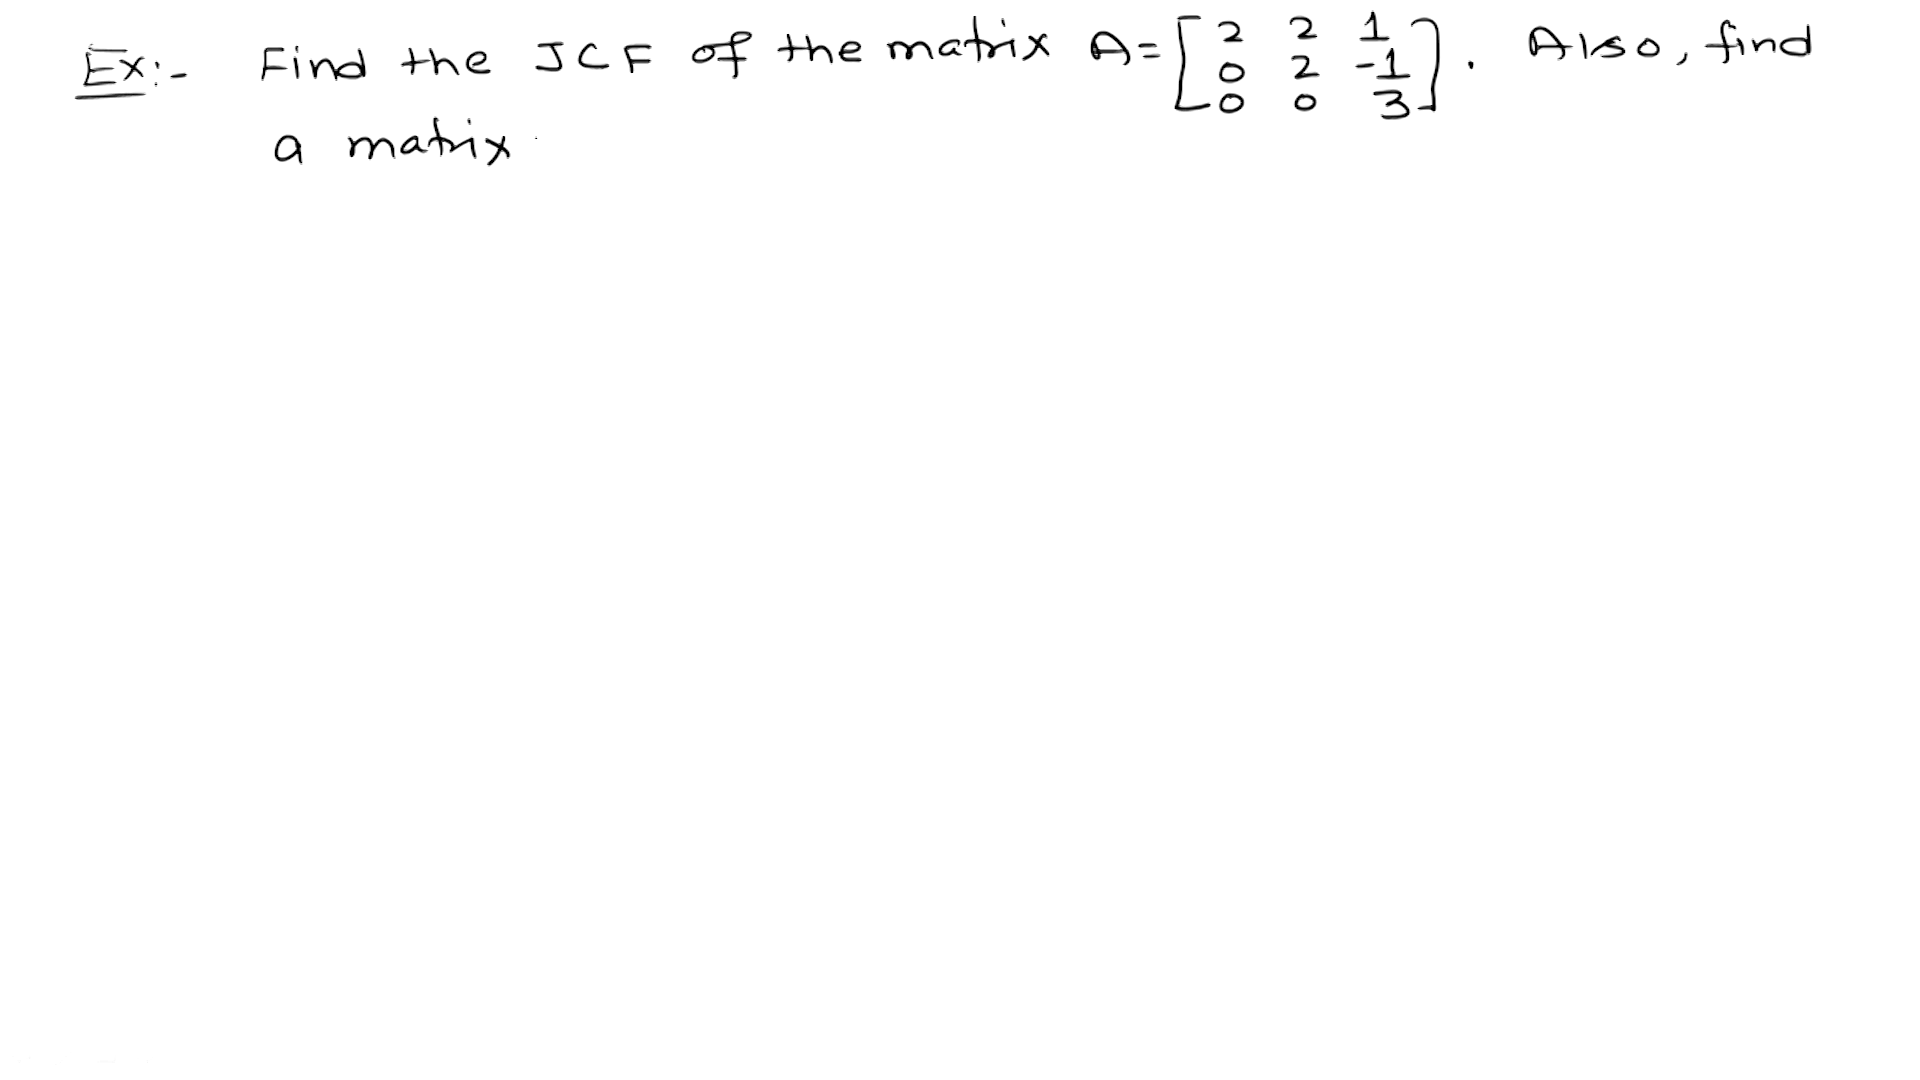 Ex:- Find the JCF of the matrix A = [2 2 1; 0 2 -1; 0 0 3]. Also, find
a matrix